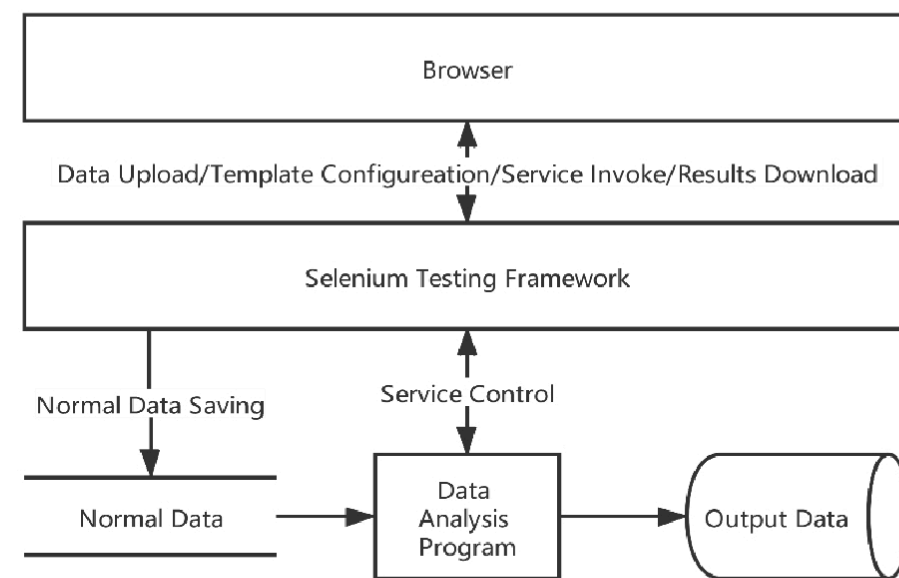 Browser
Data Upload/Template Configureation/Service Invoke/Results Download
Selenium Testing Framework
Normal Data Saving
Service Control
Normal Data
Data
Analysis
Program
Output Data